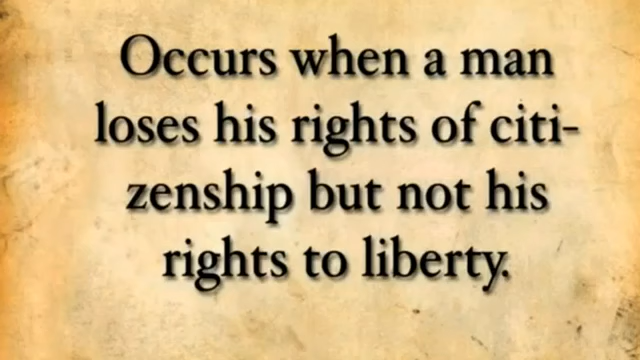 Occurs when a man
loses his rights of citi-
zenship but not his
rights to liberty.